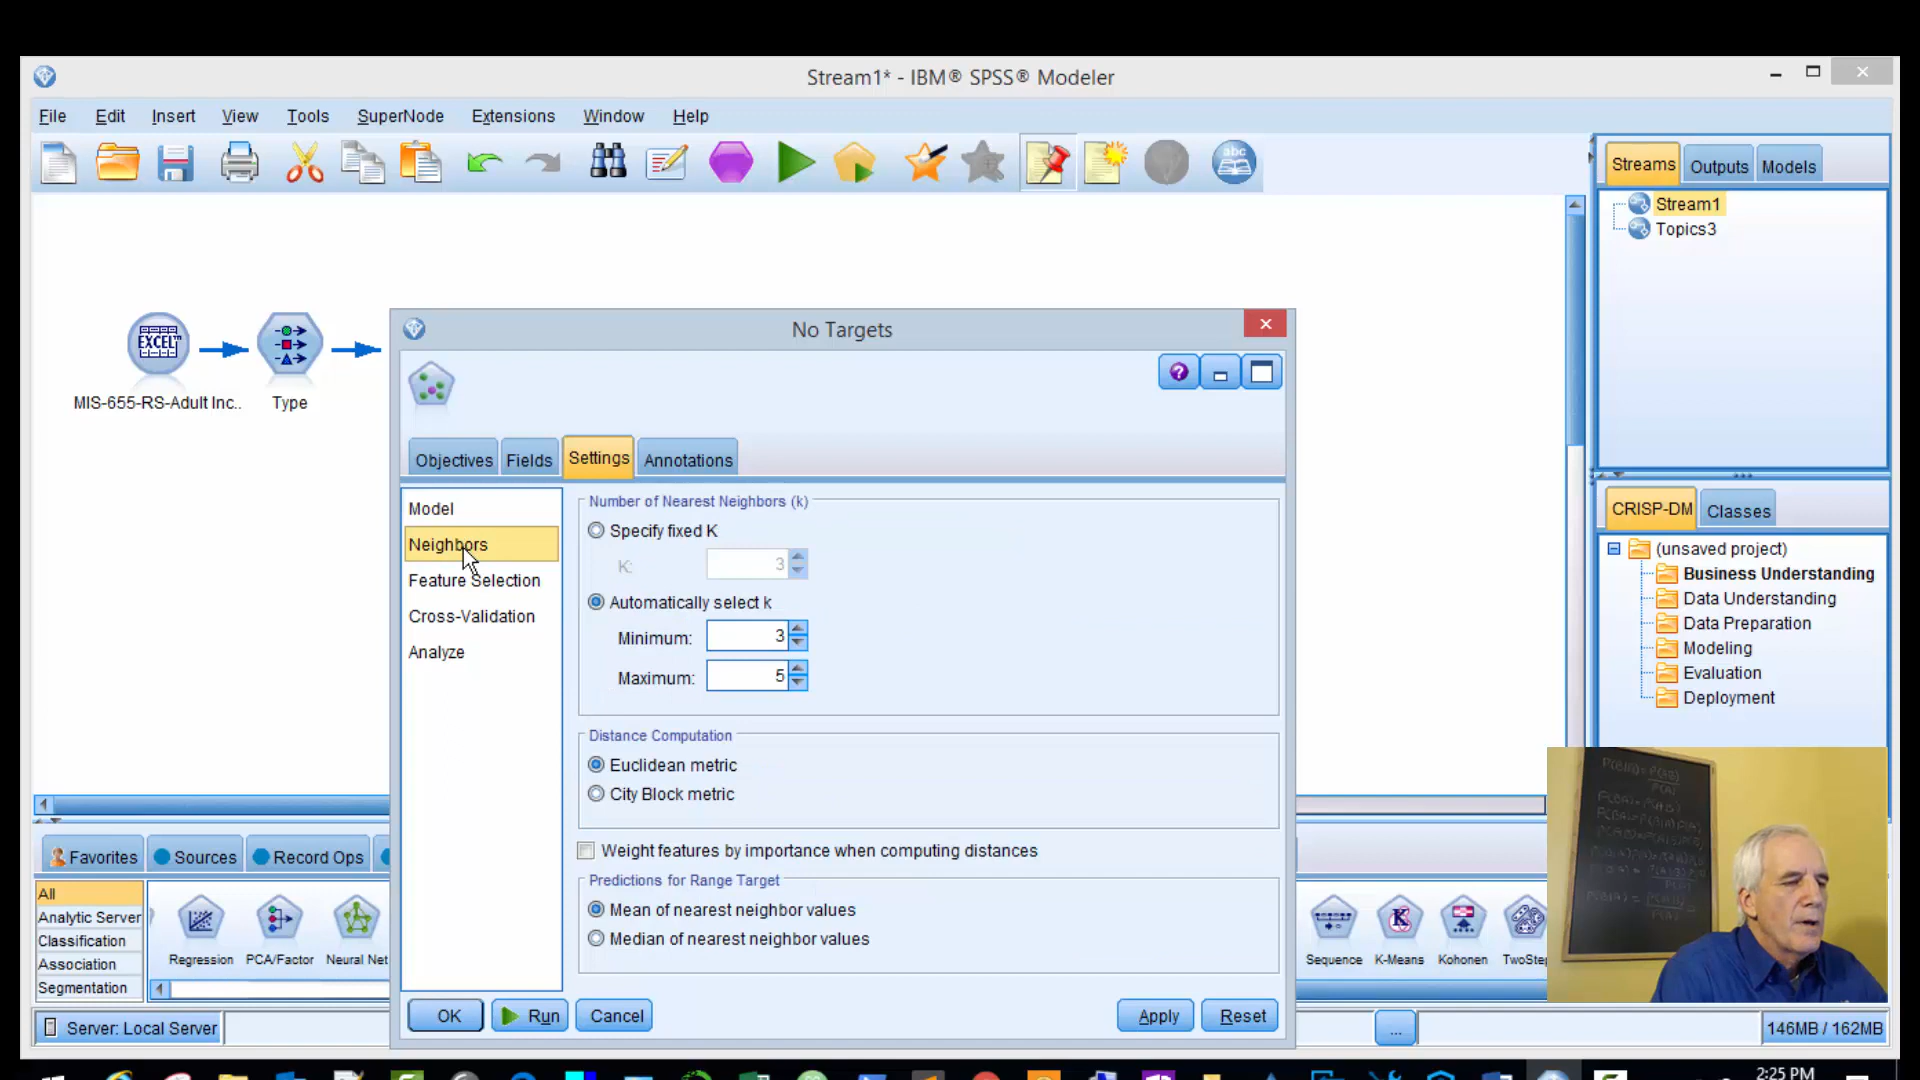 Stream1* - IBM® SPSS® Modeler
File Edit Insert View Tools SuperNode Extensions Window Help
abc
Streams Outputs Models
Stream1
Topics3
EXCEL™
MIS-655-RS-Adult Inc..
Type
No Targets
?
Objectives Fields Settings Annotations
Model
Neighbors
Feature Selection
Cross-Validation
Analyze
Number of Nearest Neighbors (k)
Specify fixed K
K: 3
Automatically select k
Minimum: 3
Maximum: 5
Distance Computation
Euclidean metric
City Block metric
Weight features by importance when computing distances
Predictions for Range Target
Mean of nearest neighbor values
Median of nearest neighbor values
OK Run Cancel Apply Reset
CRISP-DM Classes
(unsaved project)
Business Understanding
Data Understanding
Data Preparation
Modeling
Evaluation
Deployment
Favorites Sources Record Ops
All
Analytic Server
Classification
Association
Segmentation
Regression PCA/Factor Neural Net
Sequence K-Means Kohonen TwoStep
Server: Local Server
...
146MB / 162MB
2:25 PM